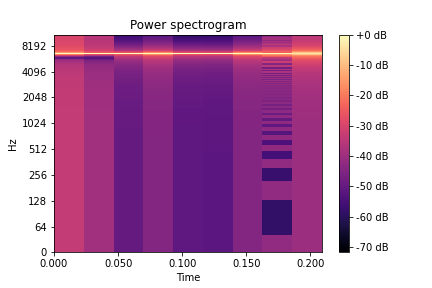 Power spectrogram
Hz
8192
4096
2048
1024
512
256
128
64
0
0.000 0.050 0.100 0.150 0.200
Time
+0 dB
-10 dB
-20 dB
-30 dB
-40 dB
-50 dB
-60 dB
-70 dB